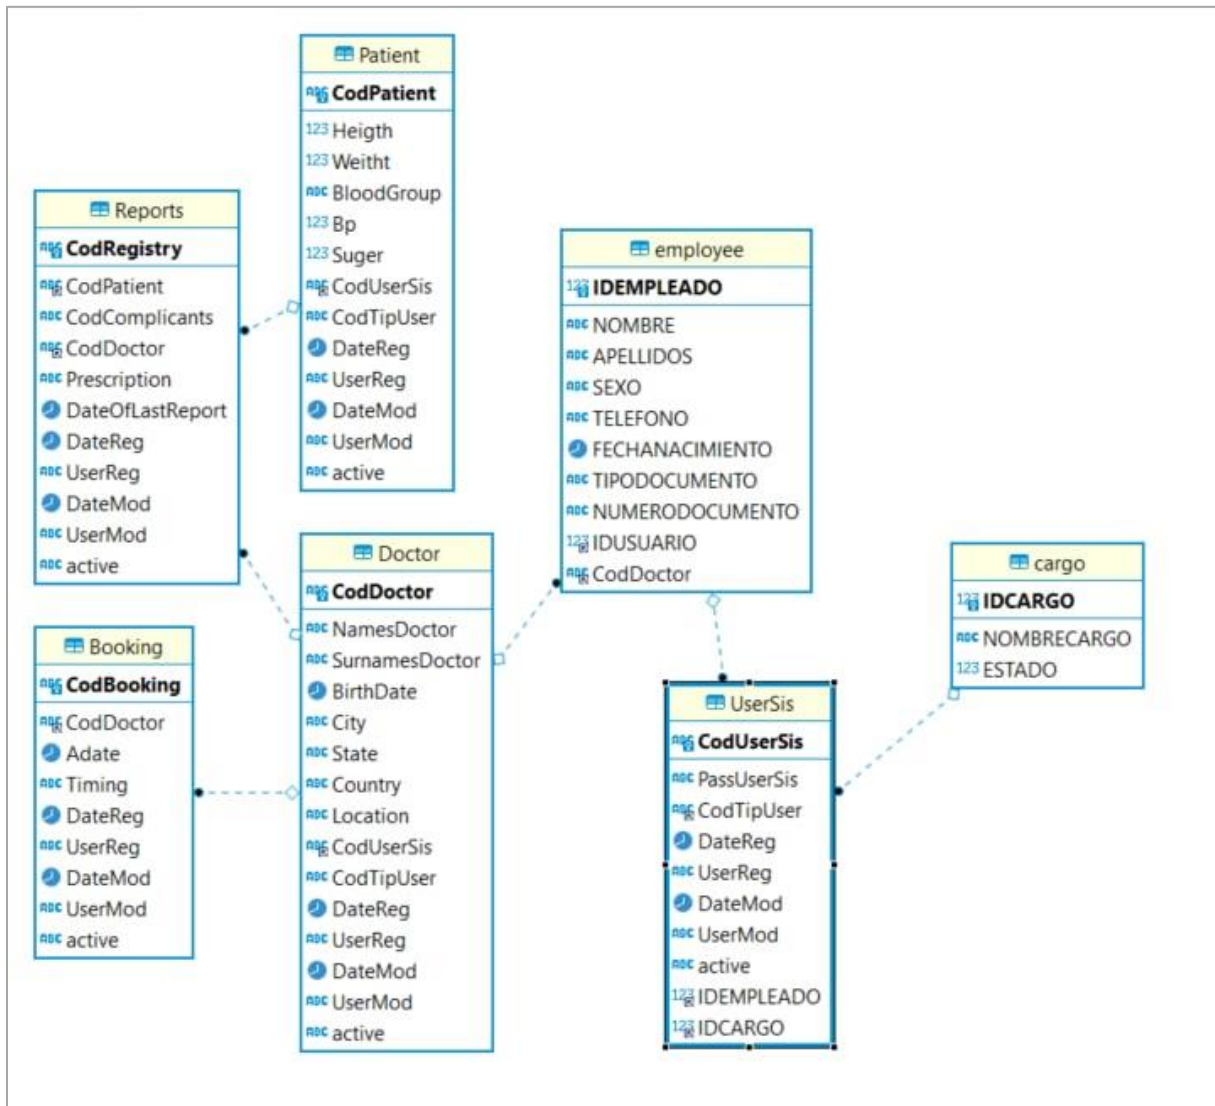 Patient
CodPatient
Heigth
Weitht
BloodGroup
Bp
Suger
CodUserSis
CodTipUser
DateReg
UserReg
DateMod
UserMod
active
Reports
CodRegistry
CodPatient
CodComplicants
CodDoctor
Prescription
DateOfLastReport
DateReg
UserReg
DateMod
UserMod
active
employee
IDEMPLEADO
NOMBRE
APELLIDOS
SEXO
TELEFONO
FECHANACIMIENTO
TIPODOCUMENTO
NUMERODOCUMENTO
IDUSUARIO
CodDoctor
Doctor
CodDoctor
NamesDoctor
SurnamesDoctor
BirthDate
City
State
Country
Location
CodUserSis
CodTipUser
DateReg
UserReg
DateMod
UserMod
active
Booking
CodBooking
CodDoctor
Adate
Timing
DateReg
UserReg
DateMod
UserMod
active
cargo
IDCARGO
NOMBRECARGO
ESTADO
UserSis
CodUserSis
PassUserSis
CodTipUser
DateReg
UserReg
DateMod
UserMod
active
IDEMPLEADO
IDCARGO